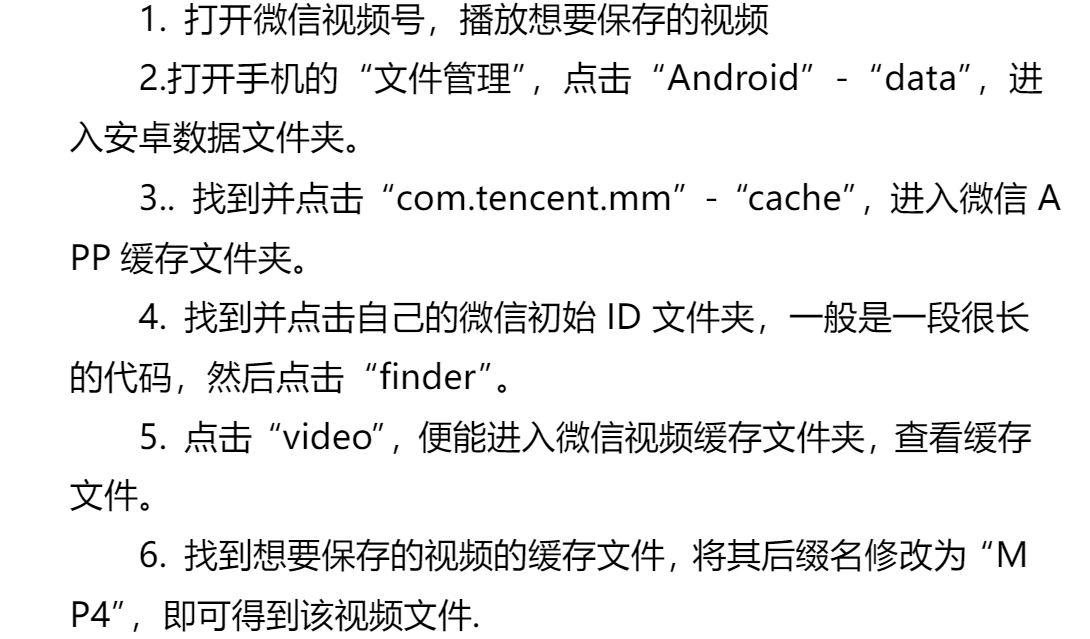 1. 打开微信视频号，播放想要保存的视频
2.打开手机的“文件管理”，点击“Android”-“data”，进
入安卓数据文件夹。
3.. 找到并点击“com.tencent.mm”-“cache”，进入微信 A
PP 缓存文件夹。
4. 找到并点击自己的微信初始 ID 文件夹，一般是一段很长
的代码，然后点击“finder”。
5. 点击“video”，便能进入微信视频缓存文件夹，查看缓存
文件。
6. 找到想要保存的视频的缓存文件，将其后缀名修改为“M
P4”，即可得到该视频文件.